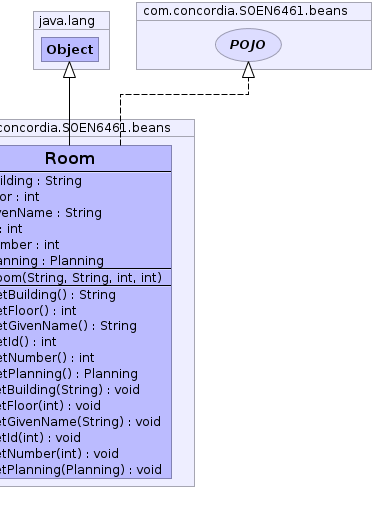 java.lang
Object
com.concordia.SOEN6461.beans
POJO
concordia.SOEN6461.beans
Room
ilding : String
or : int
venName : String
: int
mber : int
anning : Planning
oom(String, String, int, int)
etBuilding() : String
etFloor() : int
etGivenName() : String
etId() : int
etNumber() : int
etPlanning() : Planning
etBuilding(String) : void
etFloor(int) : void
etGivenName(String) : void
etId(int) : void
etNumber(int) : void
etPlanning(Planning) : void